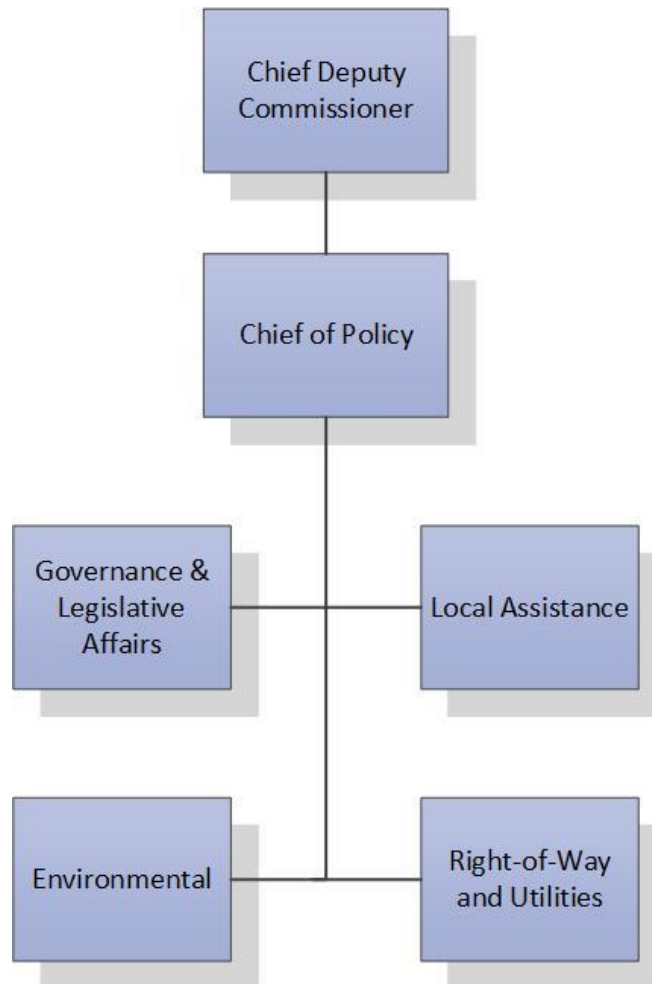 Chief Deputy
Commissioner
Chief of Policy
Governance &
Legislative
Affairs
Local Assistance
Environmental
Right-of-Way
and Utilities